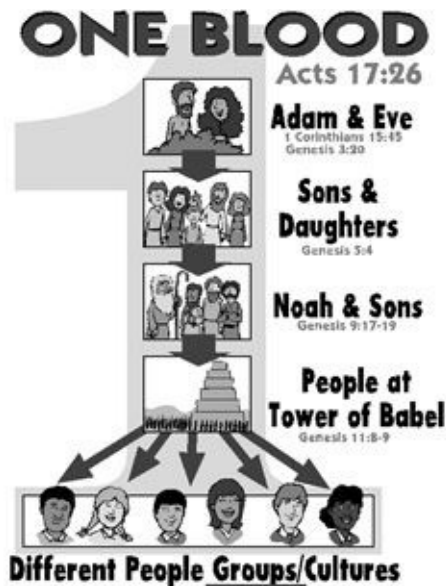 ONE BLOOD
Acts 17:26
Adam & Eve
1 Corinthians 15:45
Genesis 3:20
Sons &
Daughters
Genesis 5:4
Noah & Sons
Genesis 9:17-19
People at
Tower of Babel
Genesis 11:8-9
Different People Groups/Cultures